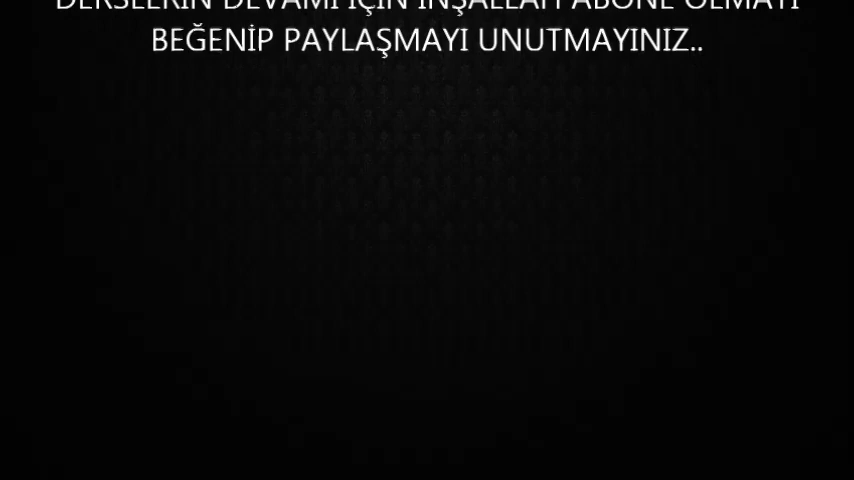 DERSLERİN DEVAMI İÇİN İNŞALLAH ABONE OLMAYI
BEĞENİP PAYLAŞMAYI UNUTMAYINIZ..